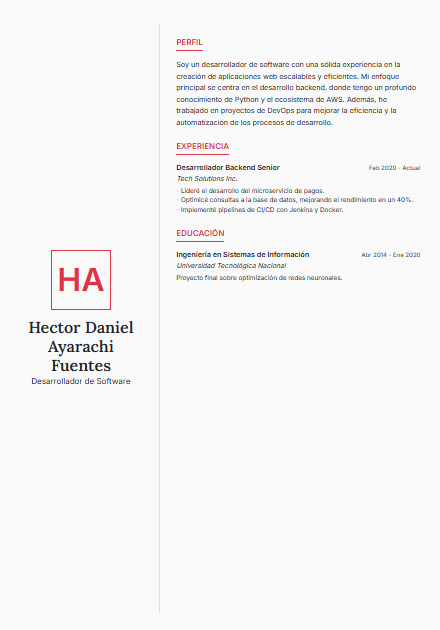 HA
Hector Daniel
Ayarachi
Fuentes
Desarrollador de Software
PERFIL
Soy un desarrollador de software con una sólida experiencia en la
creación de aplicaciones web escalables y eficientes. Mi enfoque
principal se centra en el desarrollo backend, donde tengo un profundo
conocimiento de Python y el ecosistema de AWS. Además, he
trabajado en proyectos de DevOps para mejorar la eficiencia y la
automatización de los procesos de desarrollo.
EXPERIENCIA
Desarrollador Backend Senior Feb 2020 - Actual
Tech Solutions Inc.
· Lideré el desarrollo del microservicio de pagos.
· Optimicé consultas a la base de datos, mejorando el rendimiento en un 40%.
· Implementé pipelines de CI/CD con Jenkins y Docker.
EDUCACIÓN
Ingeniería en Sistemas de Información Abr 2014 - Ene 2020
Universidad Tecnológica Nacional
Proyecto final sobre optimización de redes neuronales.